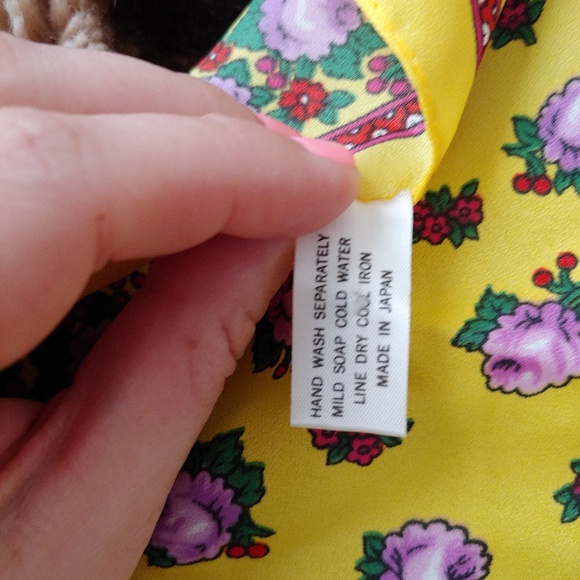 HAND WASH SEPARATELY
MILD SOAP COLD WATER
LINE DRY COOL IRON
MADE IN JAPAN